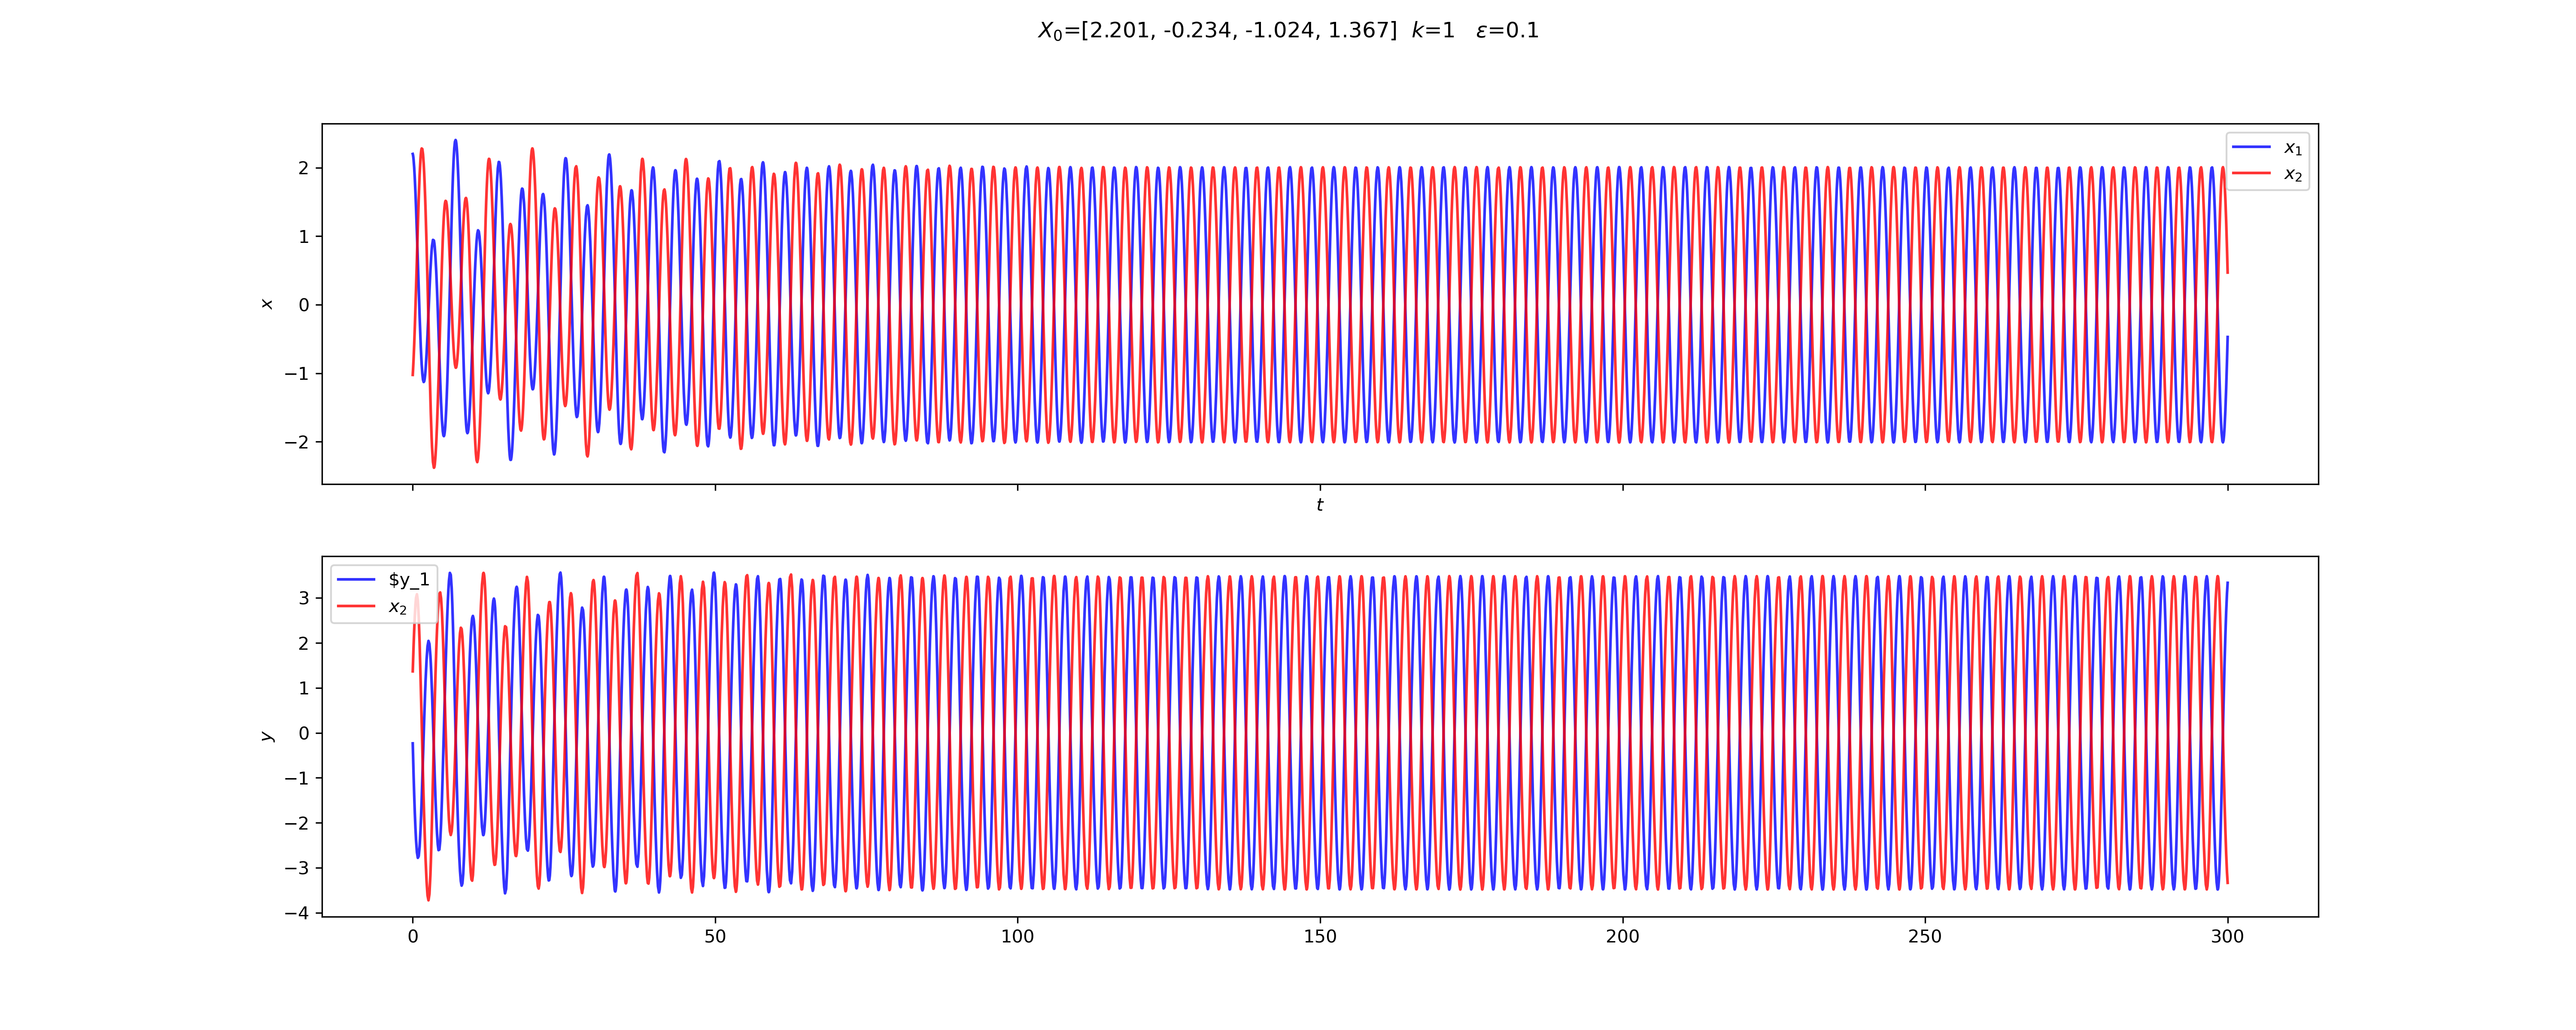 X₀=[2.201, -0.234, -1.024, 1.367] k=1 ε=0.1
2
1
0
−1
−2
x
x₁
x₂
t
3
2
1
0
−1
−2
−3
−4
y
$y_1
x₂
0 50 100 150 200 250 300